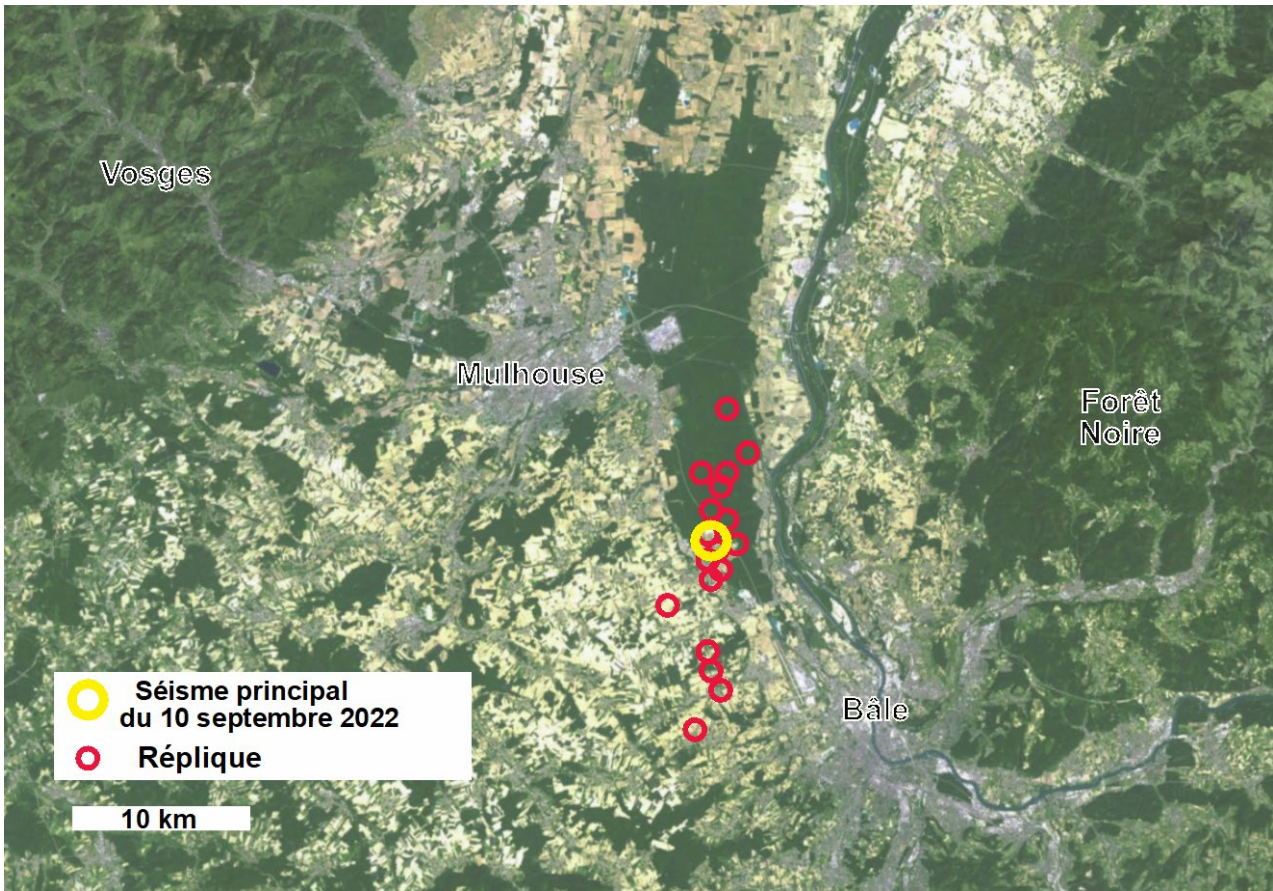 Vosges
Mulhouse
Forêt
Noire
Séisme principal
du 10 septembre 2022
Bâle
Réplique
10 km